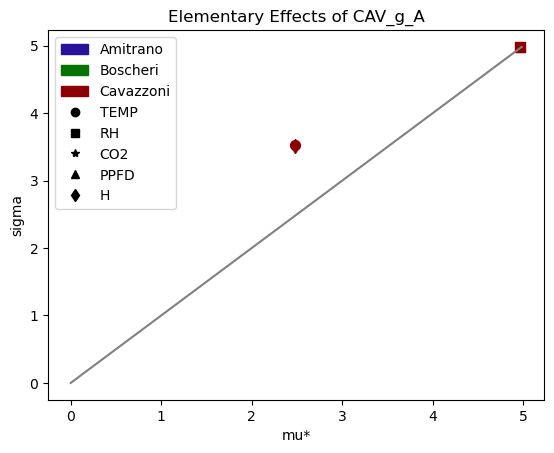 Elementary Effects of CAV_g_A
Amitrano
Boscheri
Cavazzoni
TEMP
RH
CO2
PPFD
H
sigma
5
4
3
2
1
0
0 1 2 3 4 5
mu*